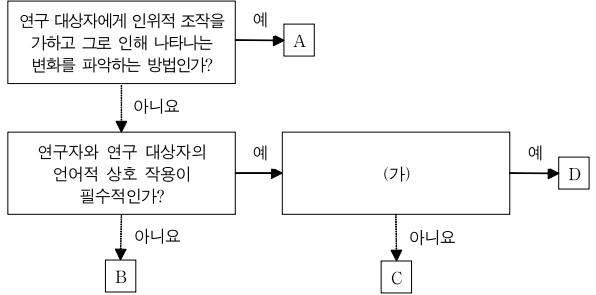 연구 대상자에게 인위적 조작을
가하고 그로 인해 나타나는
변화를 파악하는 방법인가?
예
A
아니요
연구자와 연구 대상자의
언어적 상호 작용이
필수적인가?
예
(가)
예
D
아니요
B
아니요
C